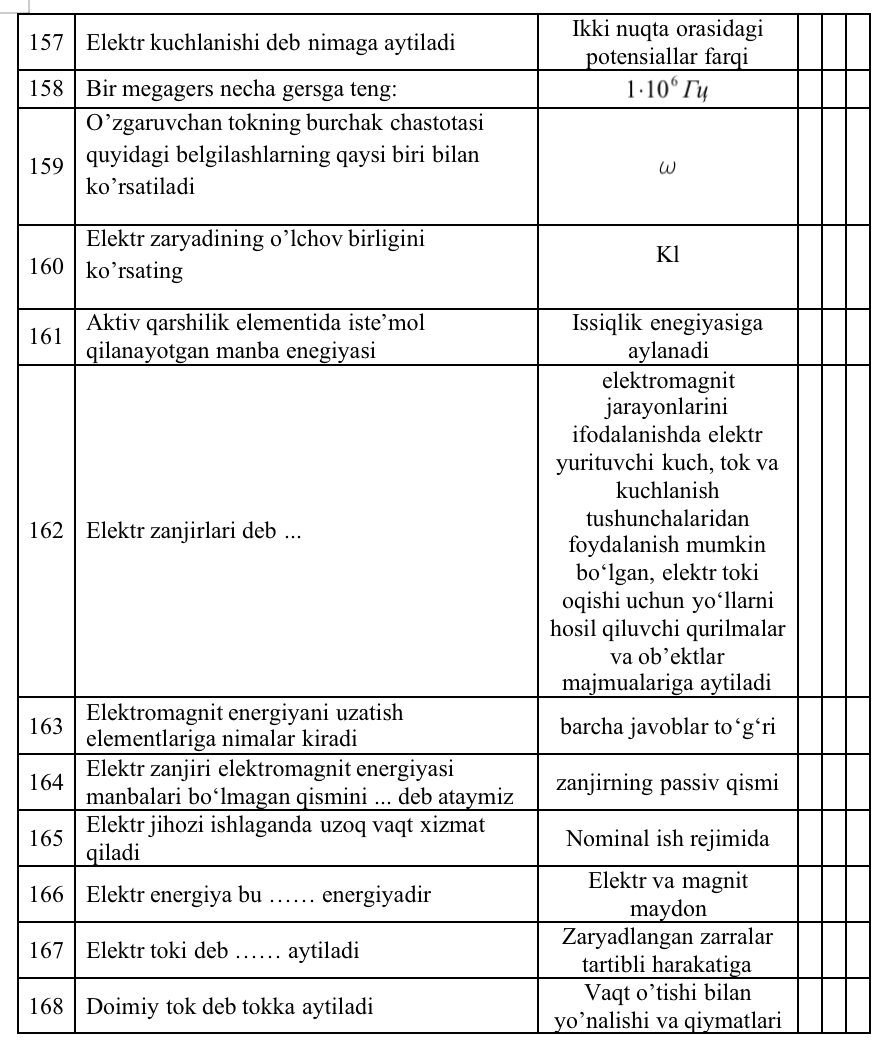 157 Elektr kuchlanishi deb nimaga aytiladi Ikki nuqta orasidagi
potensiallar farqi
158 Bir megagers necha gersga teng: 1·10⁶ Гц
O’zgaruvchan tokning burchak chastotasi
159 quyidagi belgilashlarning qaysi biri bilan ω
ko’rsatiladi
Elektr zaryadining o’lchov birligini
160 ko’rsating Kl
161 Aktiv qarshilik elementida iste’mol Issiqlik enegiyasiga
qilanayotgan manba enegiyasi aylanadi
162 Elektr zanjirlari deb ... elektromagnit
jarayonlarini
ifodalanishda elektr
yurituvchi kuch, tok va
kuchlanish
tushunchalaridan
foydalanish mumkin
bo‘lgan, elektr toki
oqishi uchun yo‘llarni
hosil qiluvchi qurilmalar
va ob’ektlar
majmualariga aytiladi
163 Elektromagnit energiyani uzatish barcha javoblar to‘g‘ri
elementlariga nimalar kiradi
164 Elektr zanjiri elektromagnit energiyasi zanjirning passiv qismi
manbalari bo‘lmagan qismini ... deb ataymiz
165 Elektr jihozi ishlaganda uzoq vaqt xizmat Nominal ish rejimida
qiladi
166 Elektr energiya bu …… energiyadir Elektr va magnit
maydon
167 Elektr toki deb …… aytiladi Zaryadlangan zarralar
tartibli harakatiga
168 Doimiy tok deb tokka aytiladi Vaqt o’tishi bilan
yo’nalishi va qiymatlari